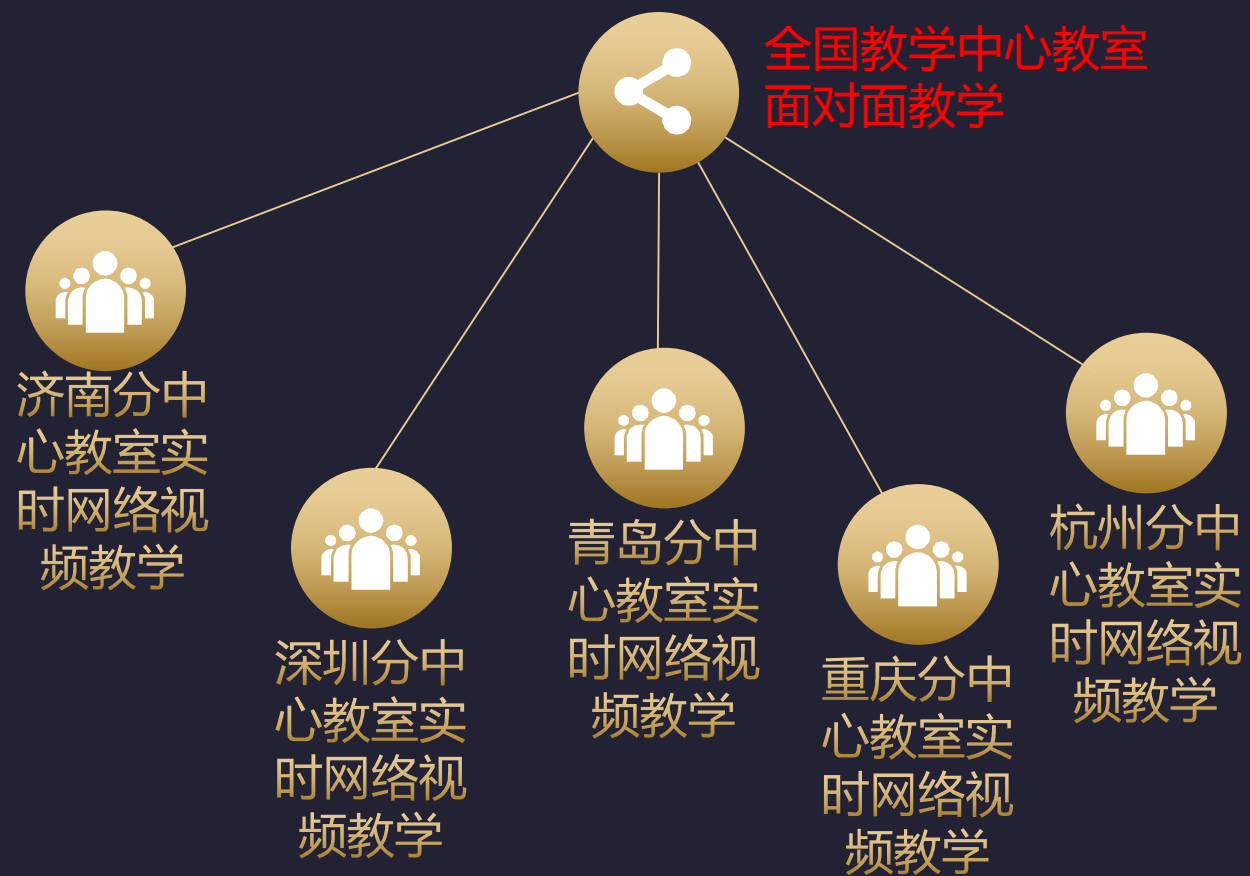 全国教学中心教室
面对面教学
济南分中
心教室实
时网络视
频教学
深圳分中
心教室实
时网络视
频教学
青岛分中
心教室实
时网络视
频教学
重庆分中
心教室实
时网络视
频教学
杭州分中
心教室实
时网络视
频教学